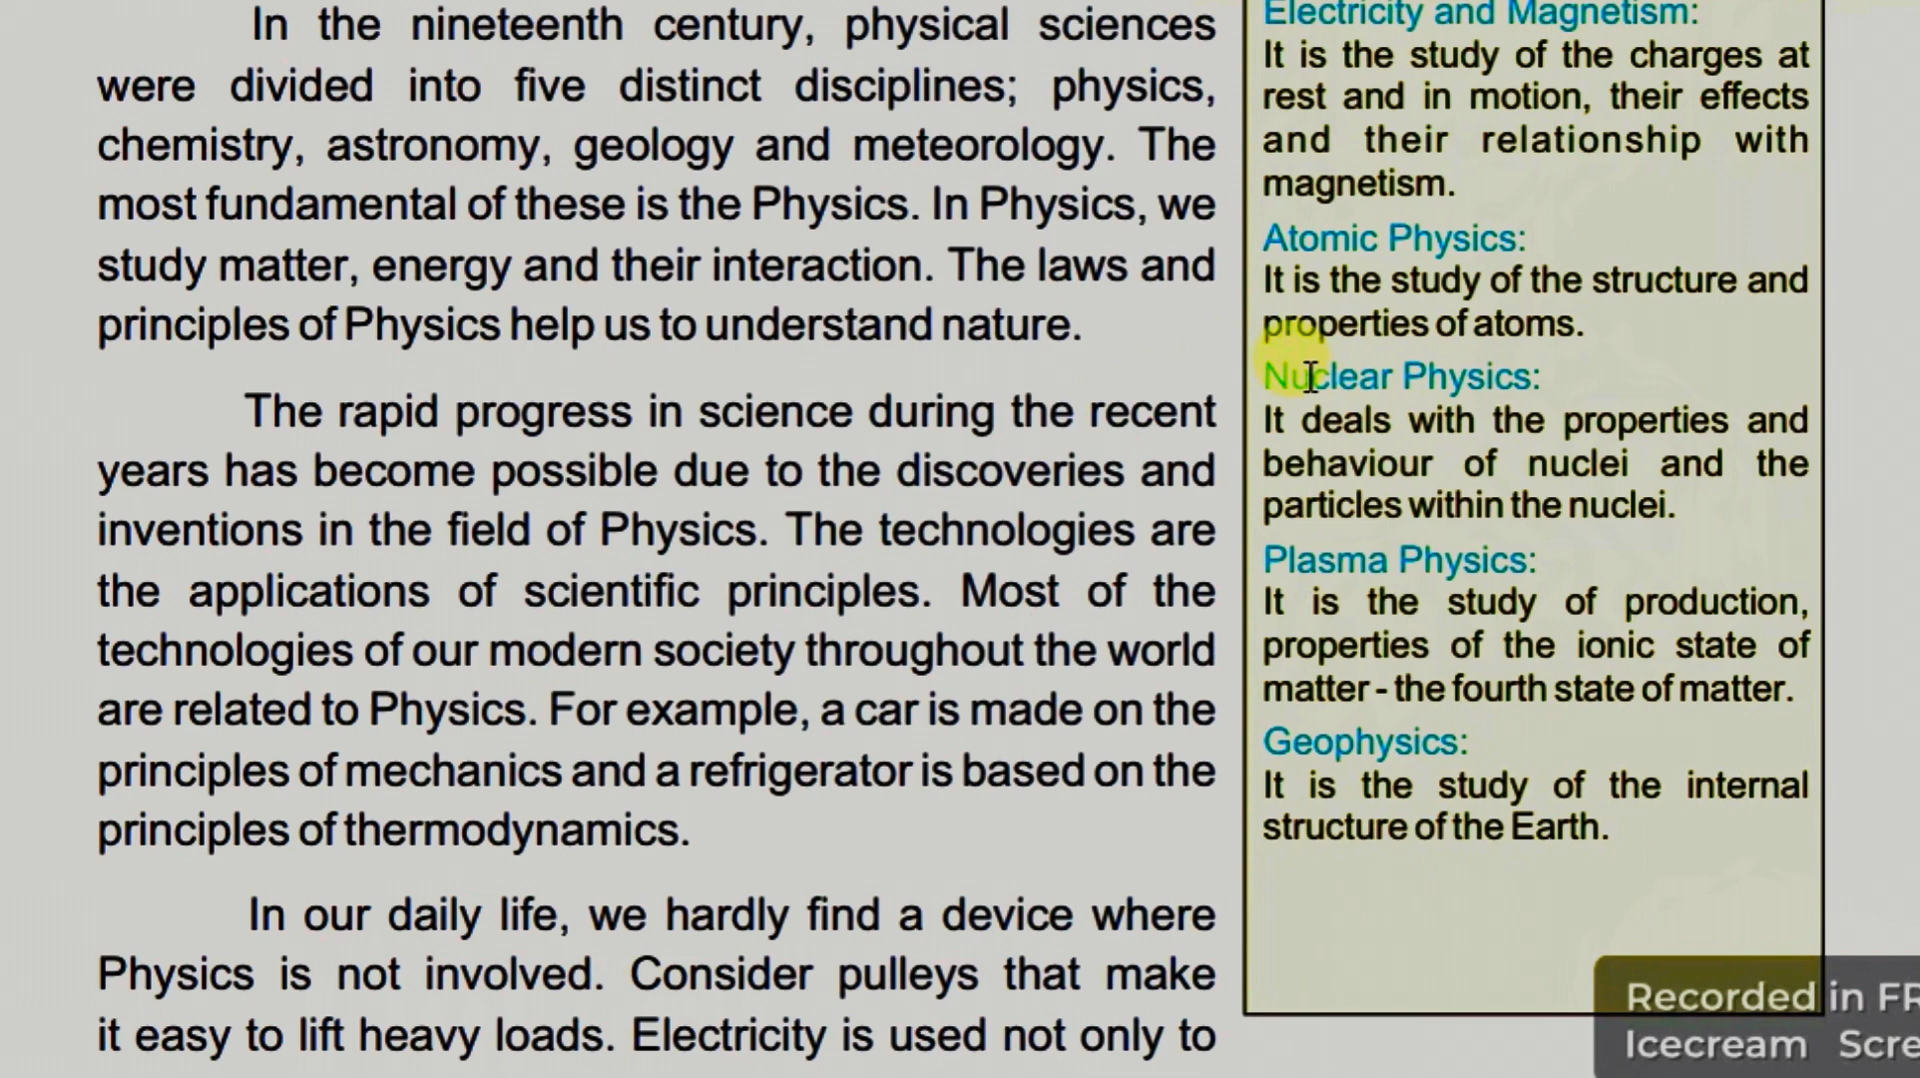 In the nineteenth century, physical sciences
were divided into five distinct disciplines; physics,
chemistry, astronomy, geology and meteorology. The
most fundamental of these is the Physics. In Physics, we
study matter, energy and their interaction. The laws and
principles of Physics help us to understand nature.
The rapid progress in science during the recent
years has become possible due to the discoveries and
inventions in the field of Physics. The technologies are
the applications of scientific principles. Most of the
technologies of our modern society throughout the world
are related to Physics. For example, a car is made on the
principles of mechanics and a refrigerator is based on the
principles of thermodynamics.
In our daily life, we hardly find a device where
Physics is not involved. Consider pulleys that make
it easy to lift heavy loads. Electricity is used not only to
Electricity and Magnetism:
It is the study of the charges at
rest and in motion, their effects
and their relationship with
magnetism.
Atomic Physics:
It is the study of the structure and
properties of atoms.
Nuclear Physics:
It deals with the properties and
behaviour of nuclei and the
particles within the nuclei.
Plasma Physics:
It is the study of production,
properties of the ionic state of
matter - the fourth state of matter.
Geophysics:
It is the study of the internal
structure of the Earth.
Recorded in FR
Icecream Scre